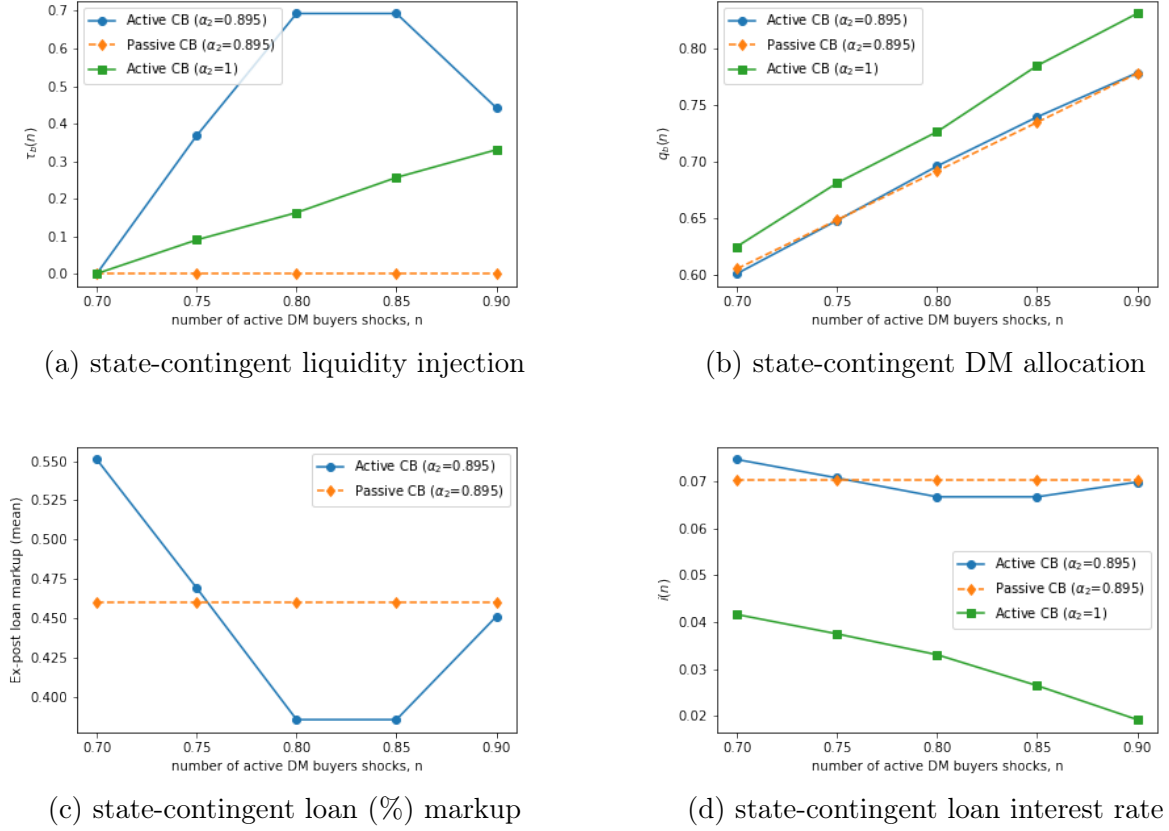 0.7
0.6
0.5
0.4
0.3
0.2
0.1
0.0
τ_b(n)
Active CB (α₂=0.895)
Passive CB (α₂=0.895)
Active CB (α₂=1)
0.70 0.75 0.80 0.85 0.90
number of active DM buyers shocks, n
(a) state-contingent liquidity injection
0.80
0.75
0.70
0.65
0.60
q_b(n)
Active CB (α₂=0.895)
Passive CB (α₂=0.895)
Active CB (α₂=1)
0.70 0.75 0.80 0.85 0.90
number of active DM buyers shocks, n
(b) state-contingent DM allocation
0.550
0.525
0.500
0.475
0.450
0.425
0.400
Ex-post loan markup (mean)
Active CB (α₂=0.895)
Passive CB (α₂=0.895)
0.70 0.75 0.80 0.85 0.90
number of active DM buyers shocks, n
(c) state-contingent loan (%) markup
0.07
0.06
0.05
0.04
0.03
0.02
i(n)
Active CB (α₂=0.895)
Passive CB (α₂=0.895)
Active CB (α₂=1)
0.70 0.75 0.80 0.85 0.90
number of active DM buyers shocks, n
(d) state-contingent loan interest rate